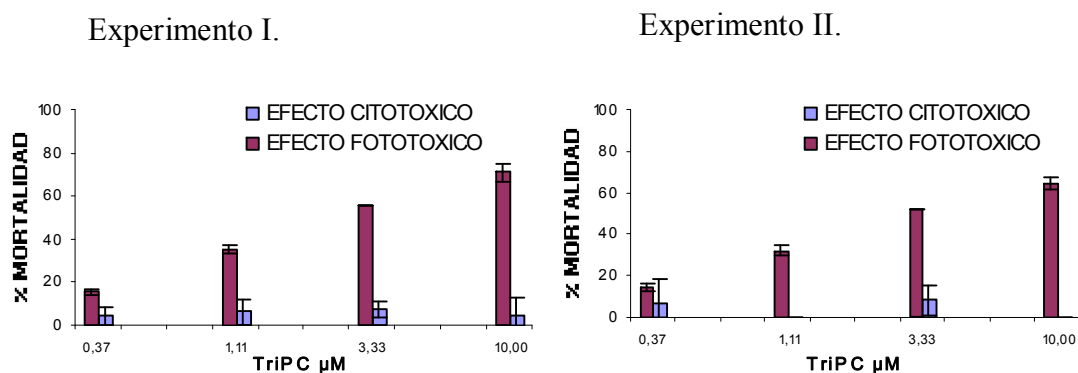 Experimento I.
EFECTO CITOTOXICO
EFECTO FOTOTOXICO
% MORTALIDAD
100
80
60
40
20
0
0,37 1,11 3,33 10,00
TriPC µM
Experimento II.
EFECTO CITOTOXICO
EFECTO FOTOTOXICO
% MORTALIDAD
100
80
60
40
20
0
0,37 1,11 3,33 10,00
TriPC µM